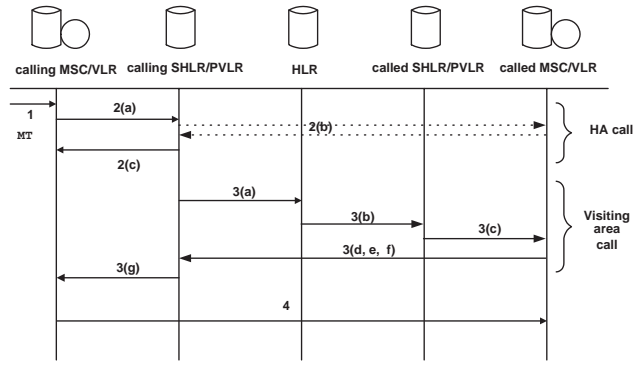 calling MSC/VLR
calling SHLR/PVLR
HLR
called SHLR/PVLR
called MSC/VLR
1
MT
2(a)
2(b)
2(c)
HA call
3(a)
3(b)
3(c)
3(d, e, f)
3(g)
Visiting
area
call
4